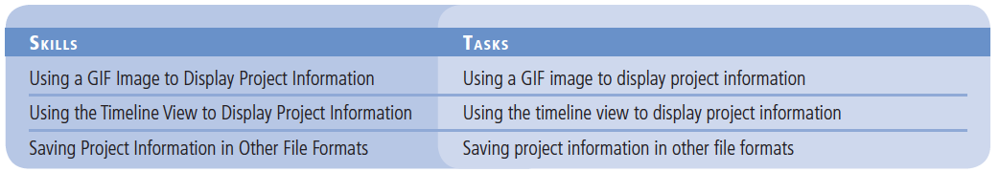 SKILLS TASKS
Using a GIF Image to Display Project Information Using a GIF image to display project information
Using the Timeline View to Display Project Information Using the timeline view to display project information
Saving Project Information in Other File Formats Saving project information in other file formats